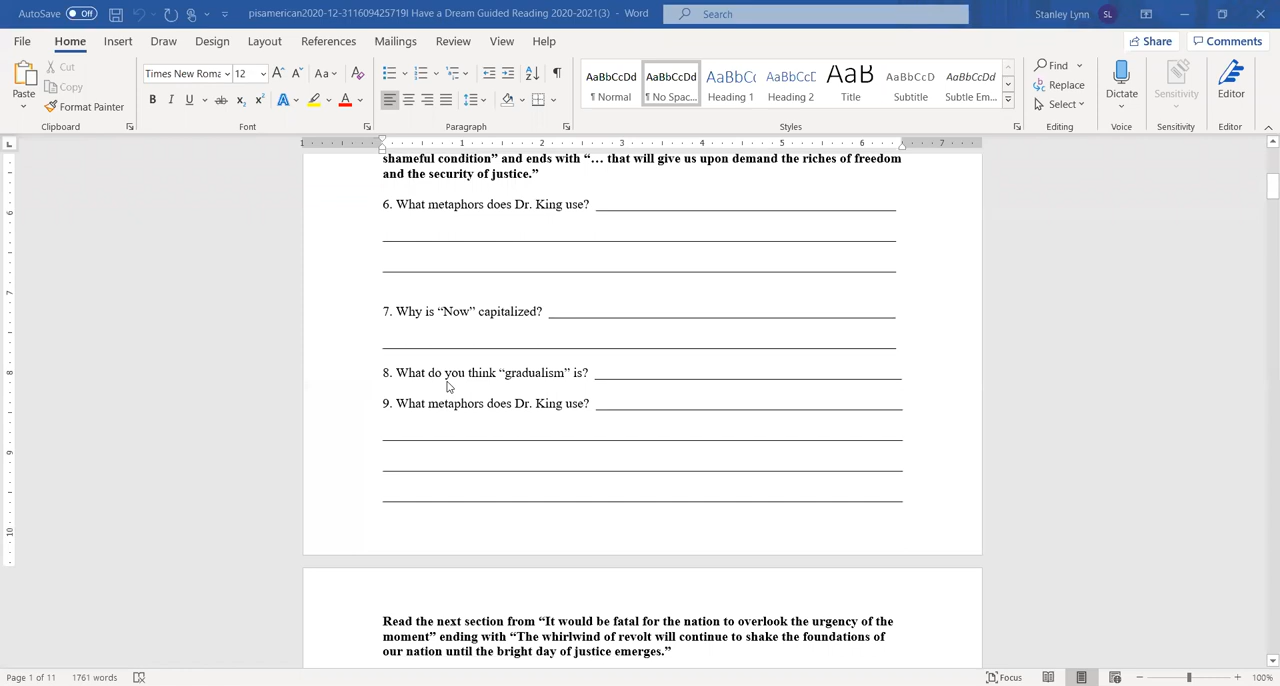 AutoSave Off
pisamerican2020-12-311609425719I Have a Dream Guided Reading 2020-2021(3) - Word
Search
Stanley Lynn SL
File Home Insert Draw Design Layout References Mailings Review View Help
Share Comments
Paste
Cut
Copy
Format Painter
Clipboard
Times New Roma 12
Font
Paragraph
AaBbCcDd AaBbCcDd AaBbCc AaBbCcE AaB AaBbCcD AaBbCcDd
¶ Normal ¶ No Spac... Heading 1 Heading 2 Title Subtitle Subtle Em...
Styles
Find
Replace
Select
Editing
Dictate
Voice
Sensitivity
Sensitivity
Editor
Editor
1 1 2 3 4 5 6 7
shameful condition” and ends with “… that will give us upon demand the riches of freedom
and the security of justice.”
6. What metaphors does Dr. King use?
7. Why is “Now” capitalized?
8. What do you think “gradualism” is?
9. What metaphors does Dr. King use?
Read the next section from “It would be fatal for the nation to overlook the urgency of the
moment” ending with “The whirlwind of revolt will continue to shake the foundations of
our nation until the bright day of justice emerges.”
Page 1 of 11 1761 words
Focus
100%